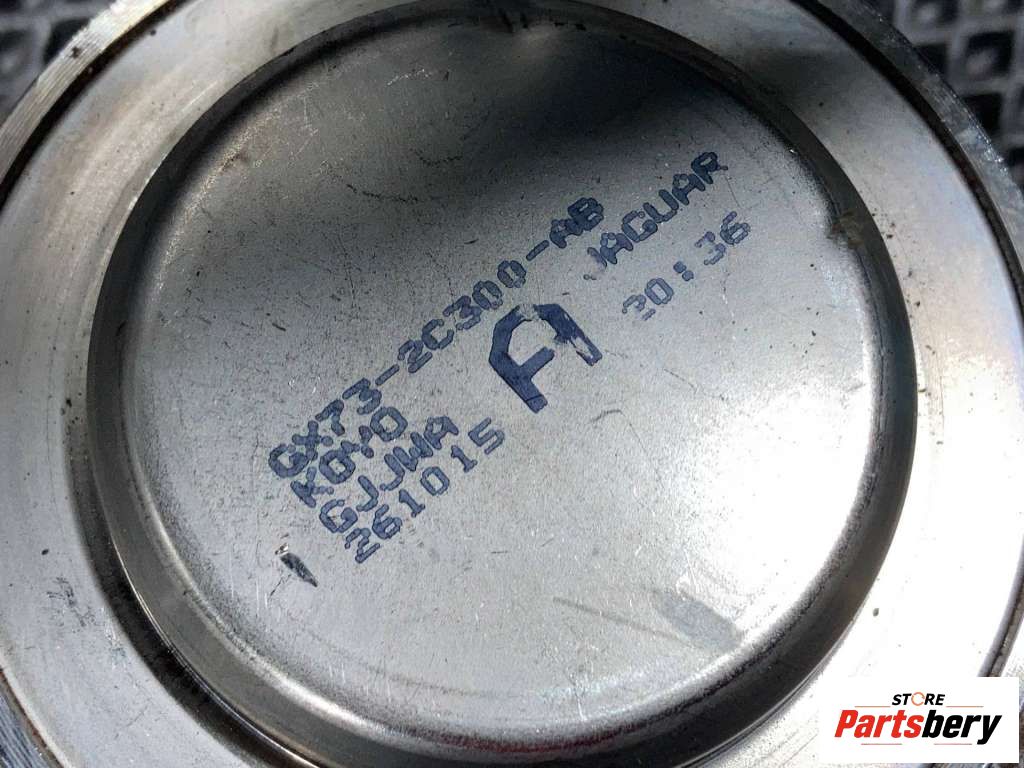 GX73-2C300-AB
KOYO JAGUAR
GJJWA A 20:36
261015
STORE
Partsbery